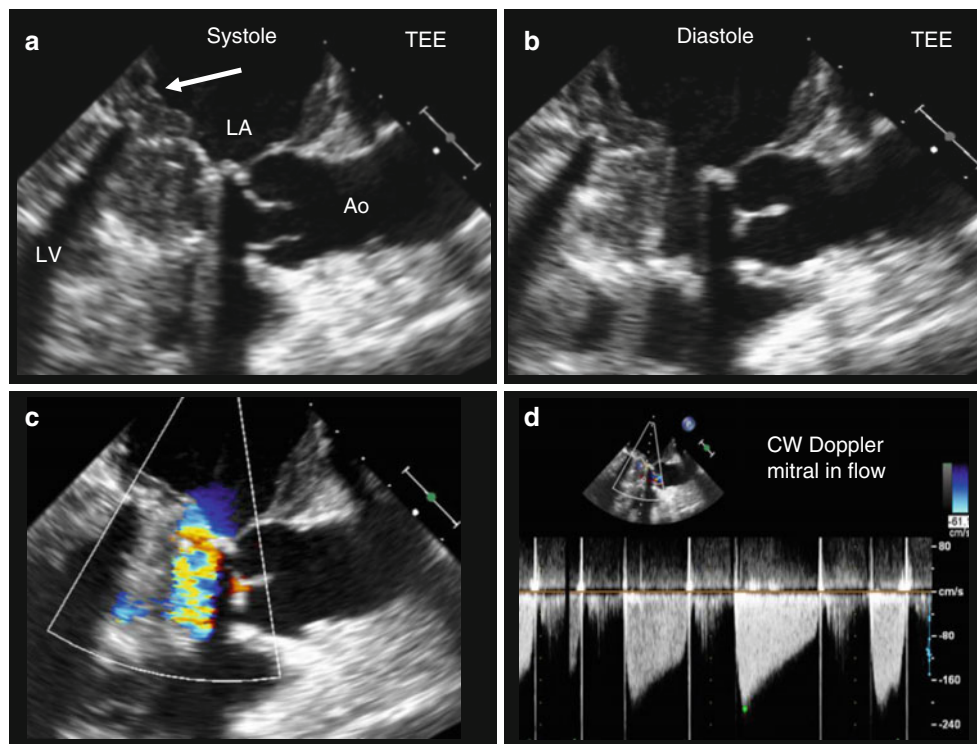 a
Systole
TEE
LA
Ao
LV
b
Diastole
TEE
c
d
CW Doppler
mitral in flow
-61.
cm/s
80
cm/s
-80
-160
-240